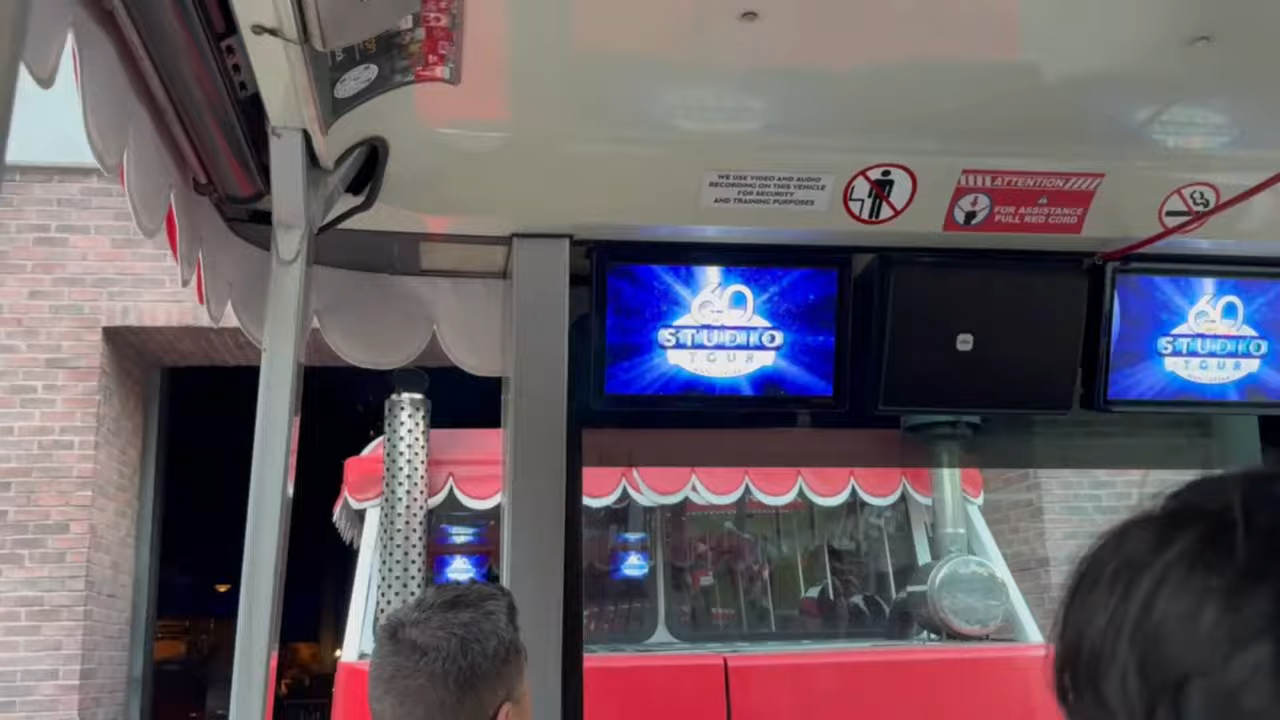 WE USE VIDEO AND AUDIO
RECORDING ON THIS VEHICLE
FOR SECURITY
AND TRAINING PURPOSES
ATTENTION
FOR ASSISTANCE
PULL RED CORD
60
STUDIO
TOUR
60
STUDIO
TOUR